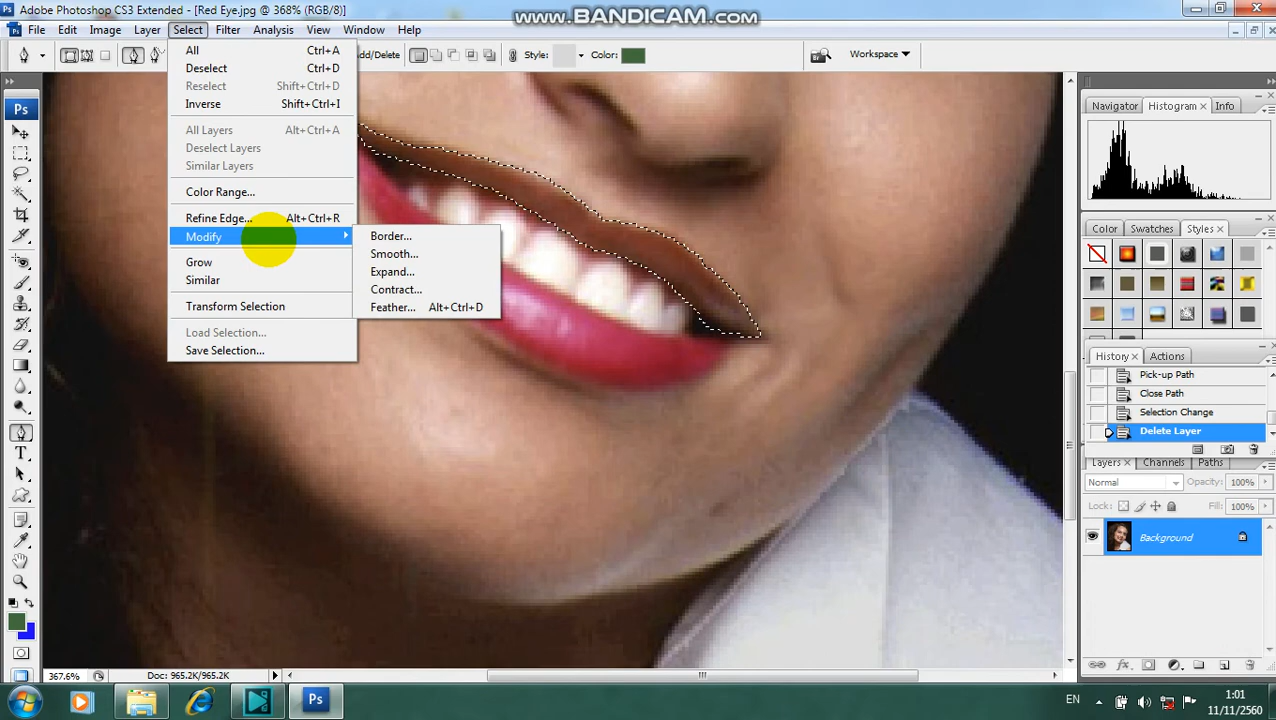 Adobe Photoshop CS3 Extended - [Red Eye.jpg @ 368% (RGB/8)]
WWW.BANDICAM.COM
File Edit Image Layer Select Filter Analysis View Window Help
Add/Delete Style: Color: Workspace
All Ctrl+A
Deselect Ctrl+D
Reselect Shift+Ctrl+D
Inverse Shift+Ctrl+I
All Layers Alt+Ctrl+A
Deselect Layers
Similar Layers
Color Range...
Refine Edge... Alt+Ctrl+R
Modify
Grow
Similar
Transform Selection
Load Selection...
Save Selection...
Border...
Smooth...
Expand...
Contract...
Feather... Alt+Ctrl+D
Ps
Navigator Histogram Info
Color Swatches Styles
History Actions
Pick-up Path
Close Path
Selection Change
Delete Layer
Layers Channels Paths
Normal Opacity: 100%
Lock: Fill: 100%
Background
367.6% Doc: 965.2K/965.2K
Ps
EN
1:01
11/11/2560